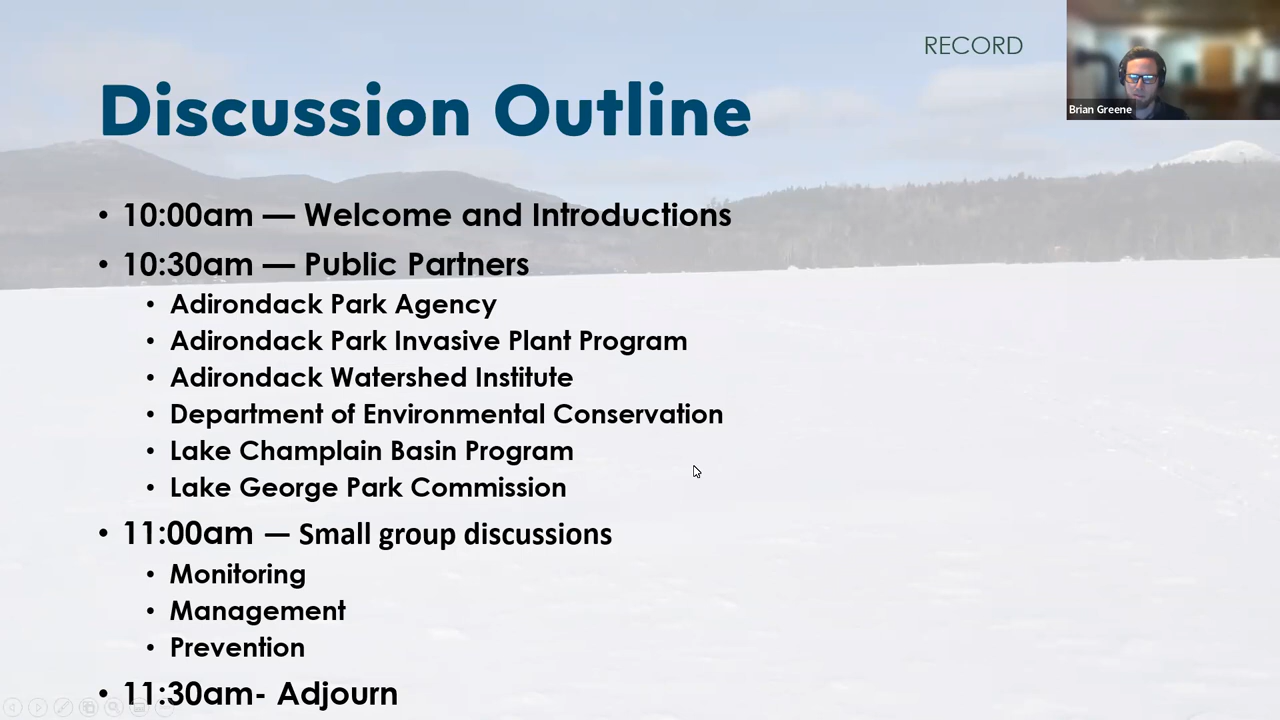 RECORD
Brian Greene
Discussion Outline
• 10:00am — Welcome and Introductions
• 10:30am — Public Partners
• Adirondack Park Agency
• Adirondack Park Invasive Plant Program
• Adirondack Watershed Institute
• Department of Environmental Conservation
• Lake Champlain Basin Program
• Lake George Park Commission
• 11:00am — Small group discussions
• Monitoring
• Management
• Prevention
• 11:30am- Adjourn